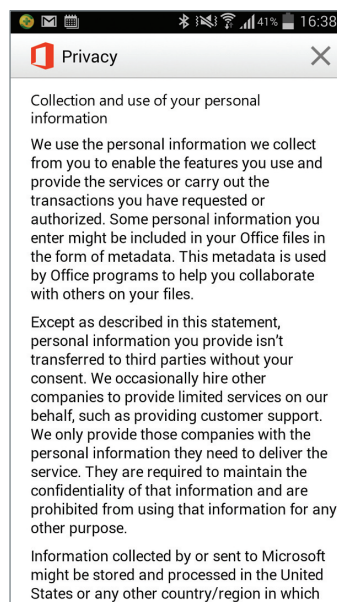 41% 16:38
Privacy
Collection and use of your personal
information
We use the personal information we collect
from you to enable the features you use and
provide the services or carry out the
transactions you have requested or
authorized. Some personal information you
enter might be included in your Office files in
the form of metadata. This metadata is used
by Office programs to help you collaborate
with others on your files.
Except as described in this statement,
personal information you provide isn't
transferred to third parties without your
consent. We occasionally hire other
companies to provide limited services on our
behalf, such as providing customer support.
We only provide those companies with the
personal information they need to deliver the
service. They are required to maintain the
confidentiality of that information and are
prohibited from using that information for any
other purpose.
Information collected by or sent to Microsoft
might be stored and processed in the United
States or any other country/region in which